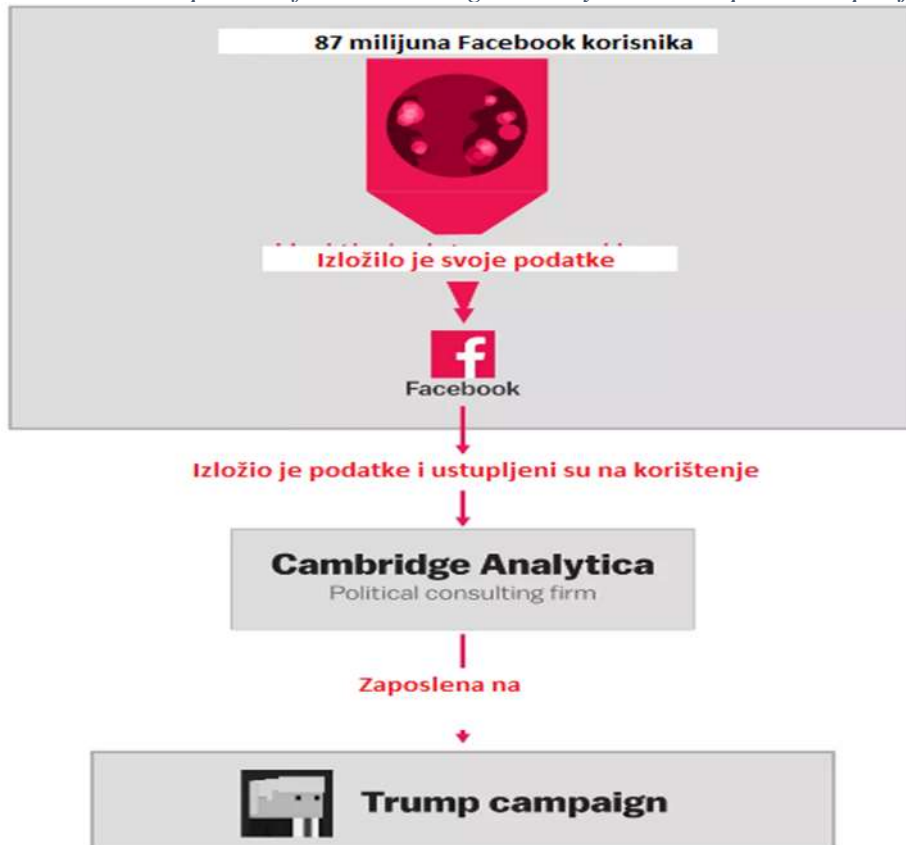 87 milijuna Facebook korisnika
Izložilo je svoje podatke
f
Facebook
Izložio je podatke i ustupljeni su na korištenje
Cambridge Analytica
Political consulting firm
Zaposlena na
Trump campaign